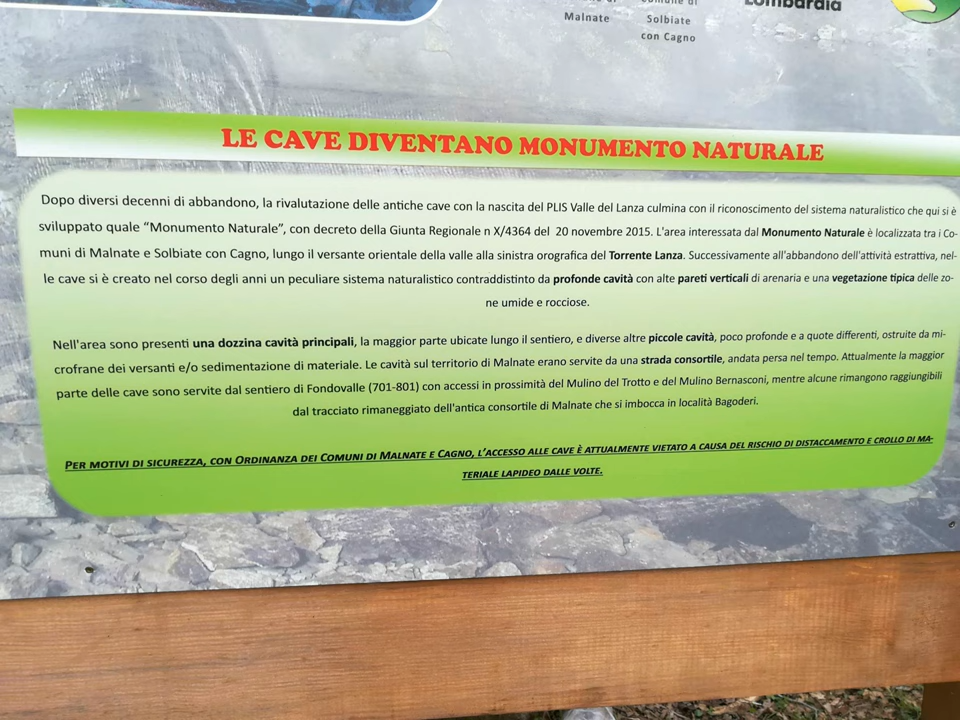 Malnate
Solbiate
con Cagno
Lombardia
LE CAVE DIVENTANO MONUMENTO NATURALE
Dopo diversi decenni di abbandono, la rivalutazione delle antiche cave con la nascita del PLIS Valle del Lanza culmina con il riconoscimento del sistema naturalistico che qui si è
sviluppato quale “Monumento Naturale”, con decreto della Giunta Regionale n X/4364 del 20 novembre 2015. L'area interessata dal Monumento Naturale è localizzata tra i Co-
muni di Malnate e Solbiate con Cagno, lungo il versante orientale della valle alla sinistra orografica del Torrente Lanza. Successivamente all'abbandono dell'attività estrattiva, nel-
le cave si è creato nel corso degli anni un peculiare sistema naturalistico contraddistinto da profonde cavità con alte pareti verticali di arenaria e una vegetazione tipica delle zo-
ne umide e rocciose.
Nell'area sono presenti una dozzina cavità principali, la maggior parte ubicate lungo il sentiero, e diverse altre piccole cavità, poco profonde e a quote differenti, ostruite da mi-
crofrane dei versanti e/o sedimentazione di materiale. Le cavità sul territorio di Malnate erano servite da una strada consortile, andata persa nel tempo. Attualmente la maggior
parte delle cave sono servite dal sentiero di Fondovalle (701-801) con accessi in prossimità del Mulino del Trotto e del Mulino Bernasconi, mentre alcune rimangono raggiungibili
dal tracciato rimaneggiato dell'antica consortile di Malnate che si imbocca in località Bagoderi.
PER MOTIVI DI SICUREZZA, CON ORDINANZA DEI COMUNI DI MALNATE E CAGNO, L’ACCESSO ALLE CAVE È ATTUALMENTE VIETATO A CAUSA DEL RISCHIO DI DISTACCAMENTO E CROLLO DI MA-
TERIALE LAPIDEO DALLE VOLTE.